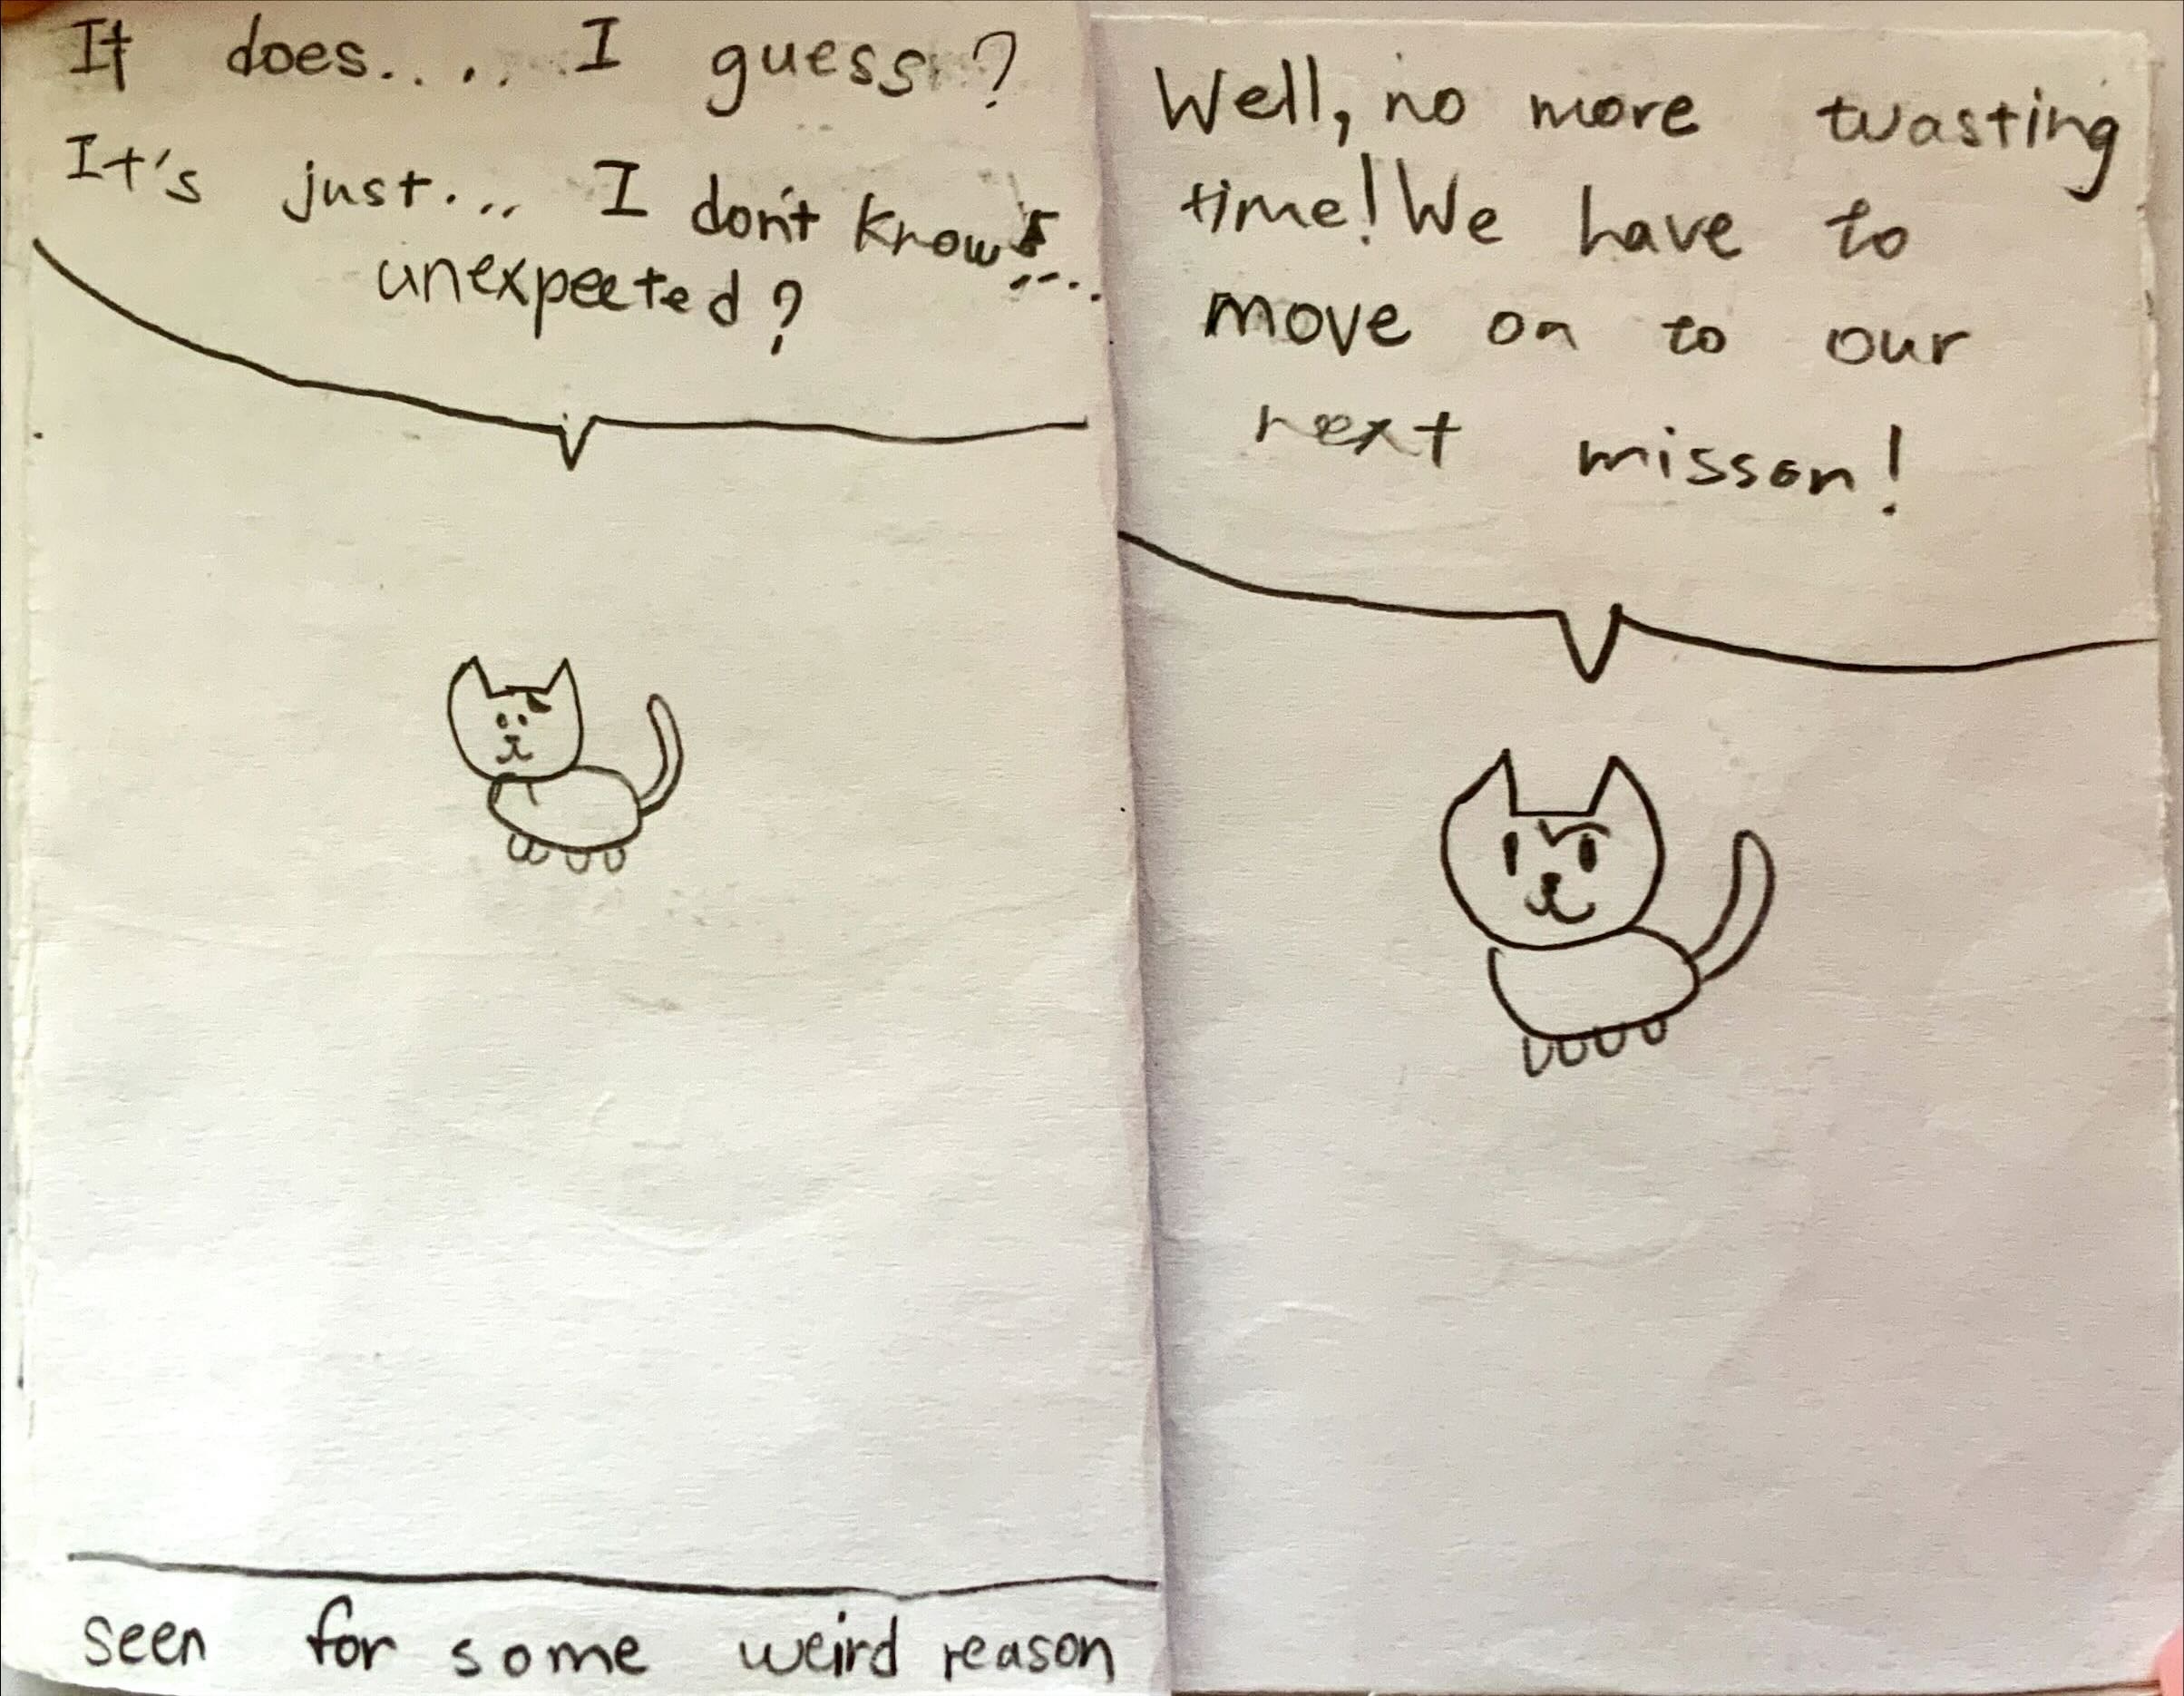 It does.... I guess?
It's just... I don't know...
unexpected?
seen for some weird reason
Well, no more wasting
time! We have to
move on to our
next misson!